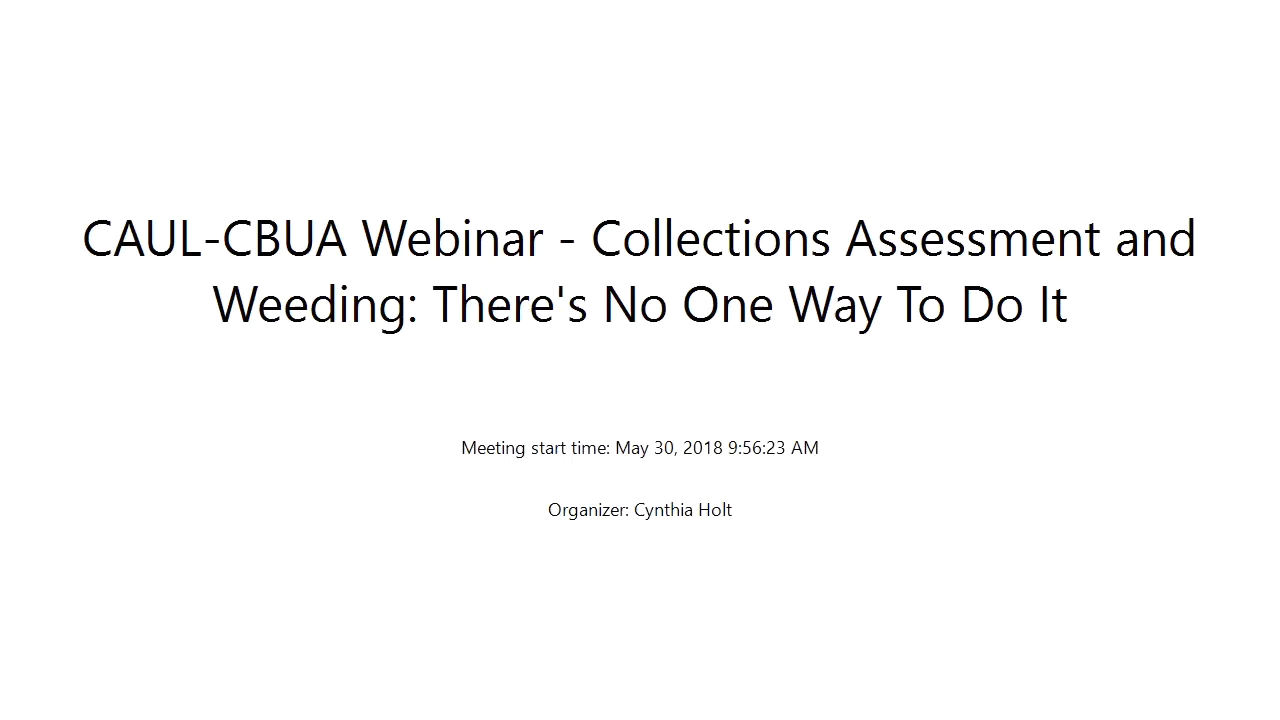 CAUL-CBUA Webinar - Collections Assessment and
Weeding: There's No One Way To Do It
Meeting start time: May 30, 2018 9:56:23 AM
Organizer: Cynthia Holt